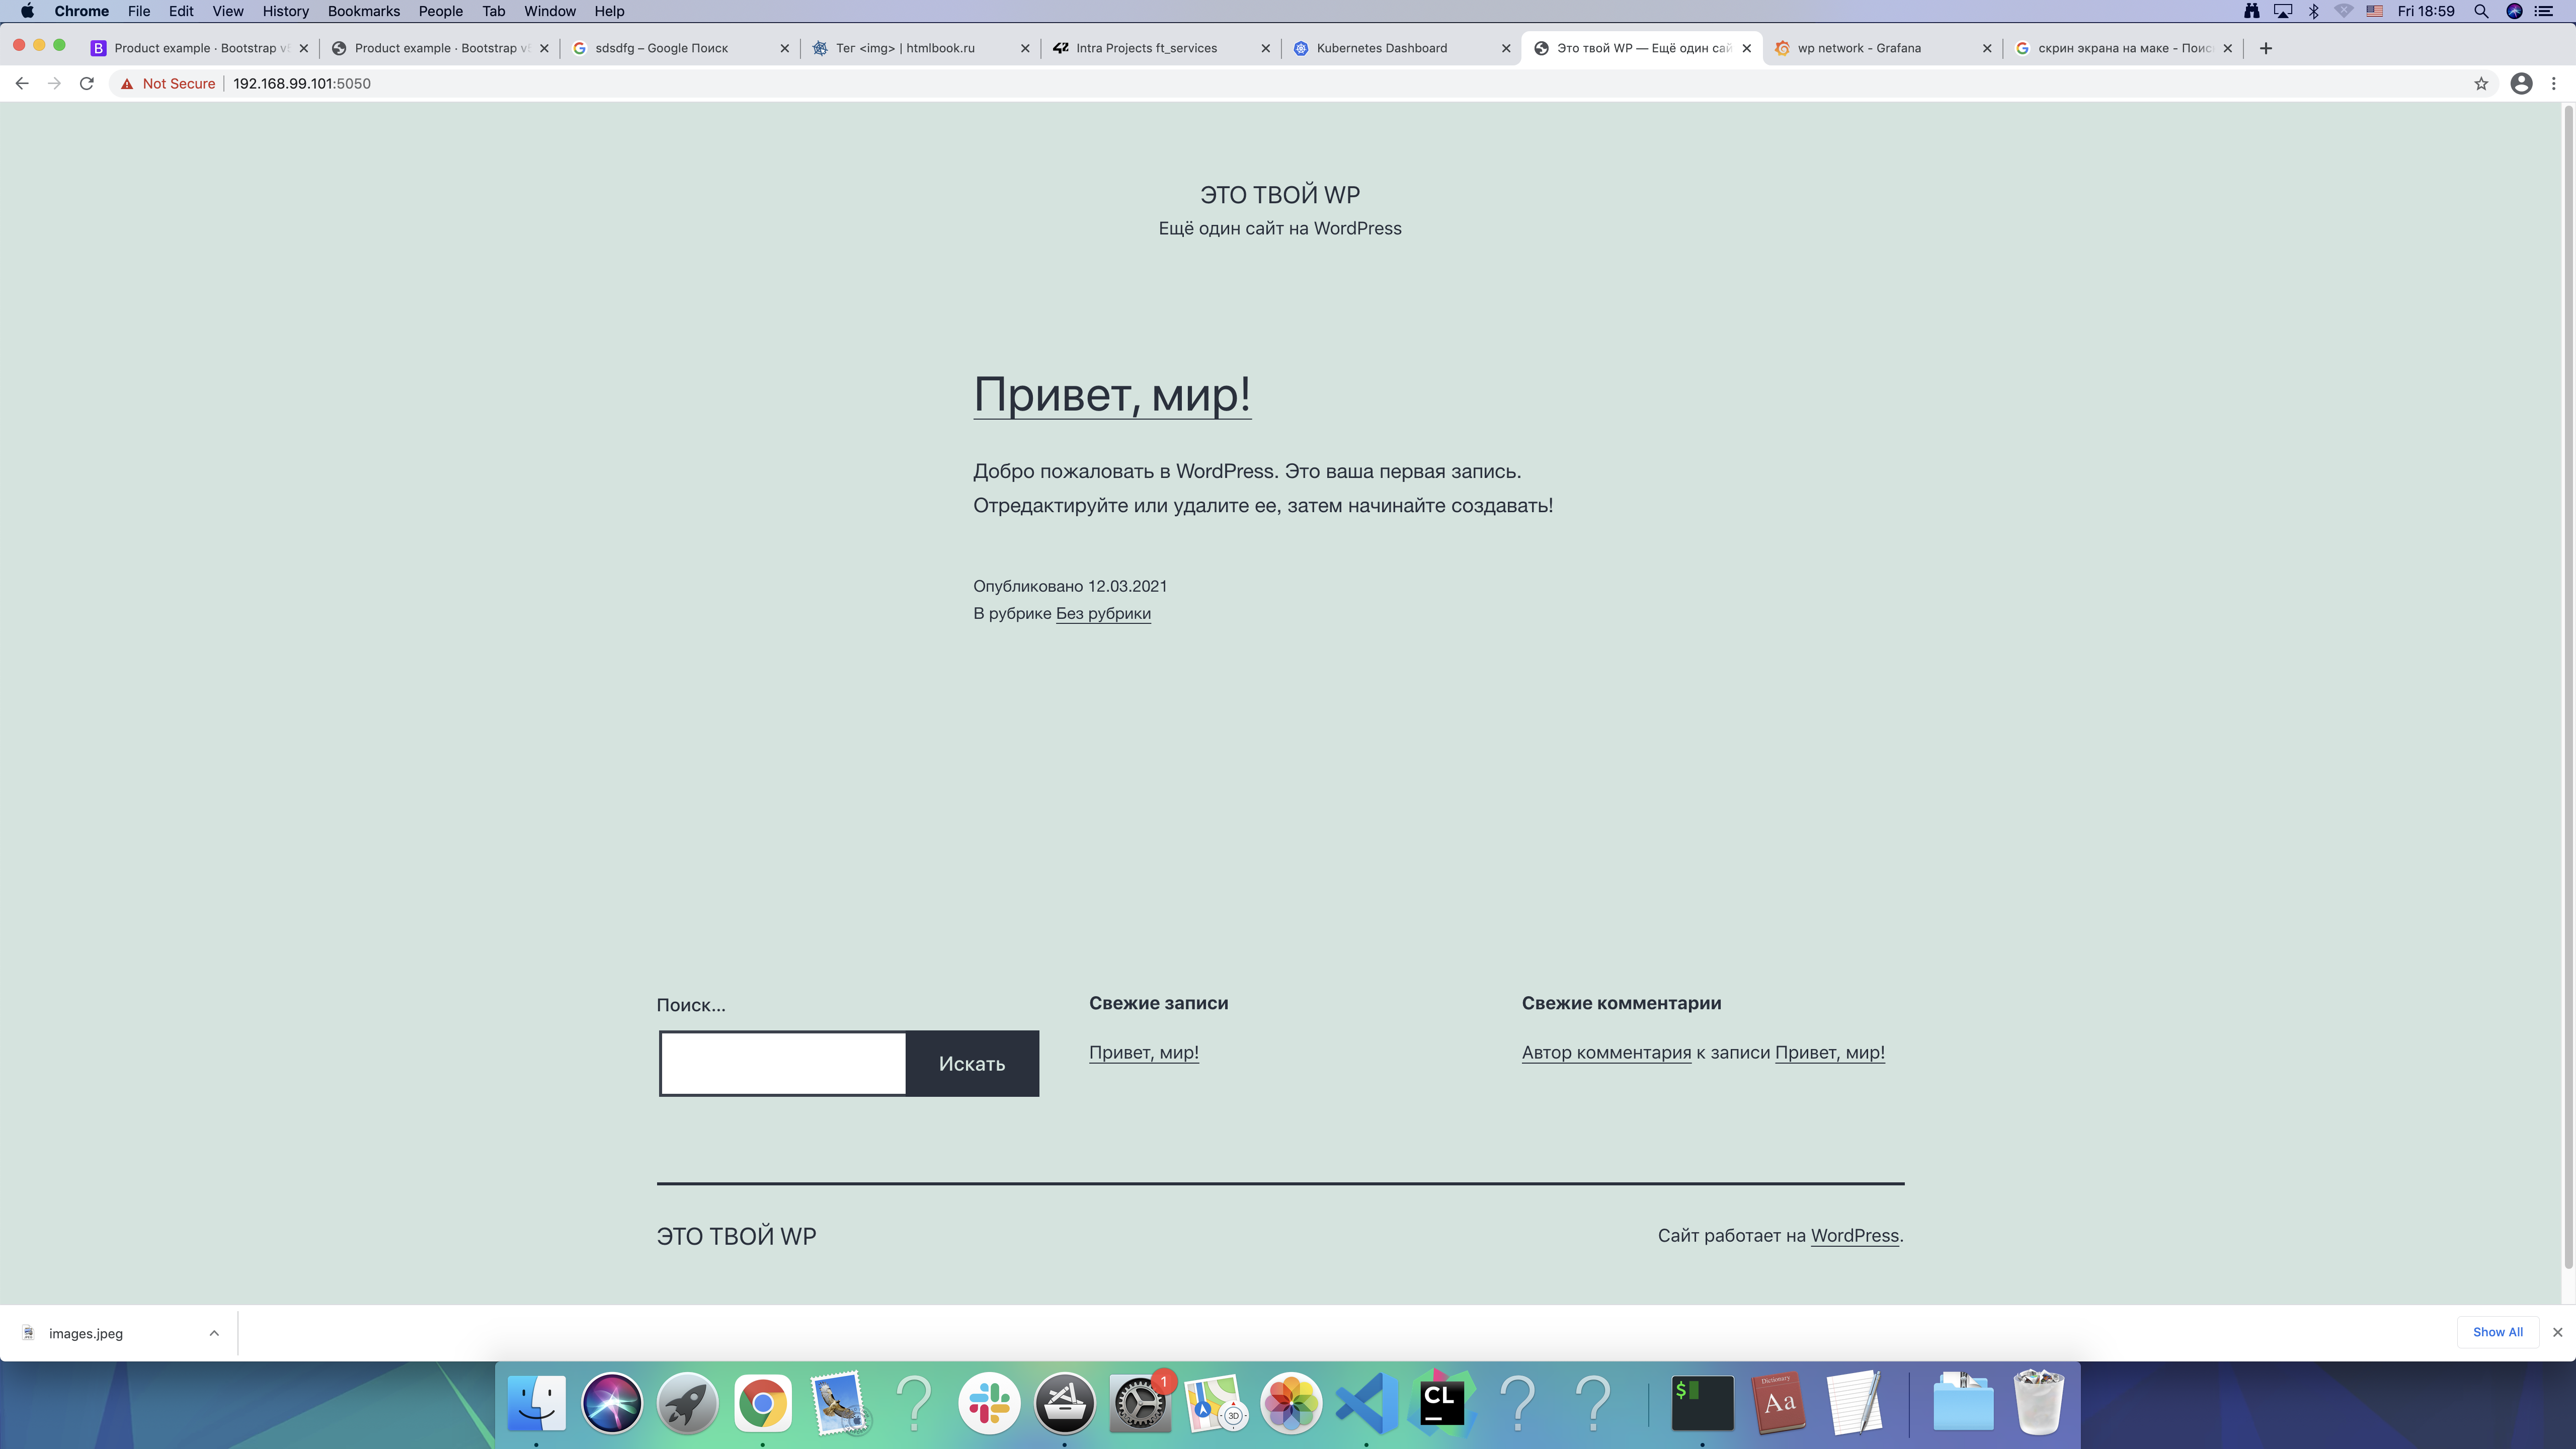 Chrome File Edit View History Bookmarks People Tab Window Help Fri 18:59
Product example · Bootstrap v Product example · Bootstrap v sdsdfg – Google Поиск Тег <img> | htmlbook.ru Intra Projects ft_services Kubernetes Dashboard Это твой WP — Ещё один сай wp network - Grafana скрин экрана на маке - Поис
Not Secure 192.168.99.101:5050
ЭТО ТВОЙ WP
Ещё один сайт на WordPress
Привет, мир!
Добро пожаловать в WordPress. Это ваша первая запись.
Отредактируйте или удалите ее, затем начинайте создавать!
Опубликовано 12.03.2021
В рубрике Без рубрики
Поиск…
Искать
Свежие записи
Привет, мир!
Свежие комментарии
Автор комментария к записи Привет, мир!
ЭТО ТВОЙ WP
Сайт работает на WordPress.
images.jpeg
Show All
1
3D
CL
$
Dictionary
Aa